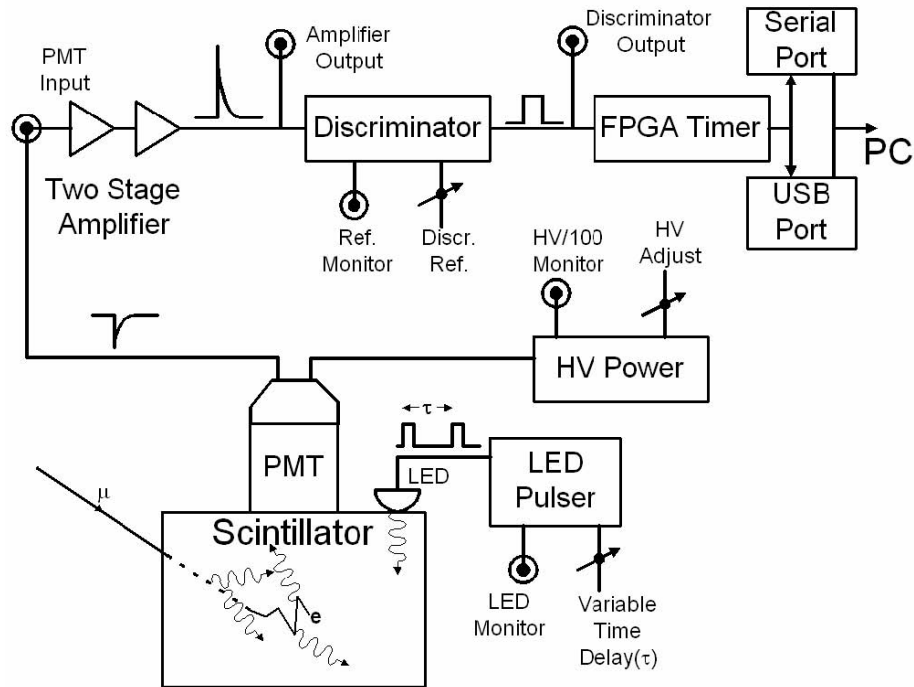 PMT
Input
Amplifier
Output
Discriminator
Output
Serial
Port
Discriminator
FPGA Timer
PC
Two Stage
Amplifier
USB
Port
Ref.
Monitor
Discr.
Ref.
HV/100
Monitor
HV
Adjust
HV Power
τ
PMT
LED
LED
Pulser
μ
Scintillator
e
LED
Monitor
Variable
Time
Delay(τ)